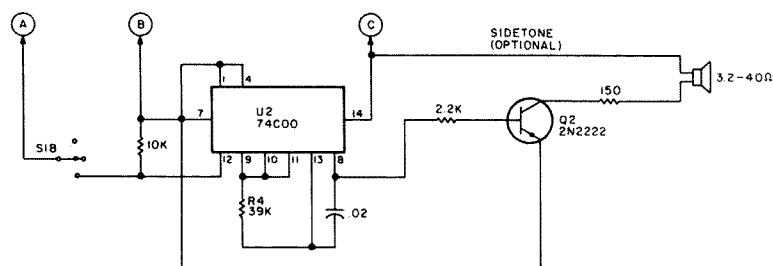 A
B
C
SIDETONE
(OPTIONAL)
1
4
3.2-40Ω
150
7
U2
74C00
14
2.2K
Q2
2N2222
S1B
10K
12
9
10
11
13
8
R4
39K
.02